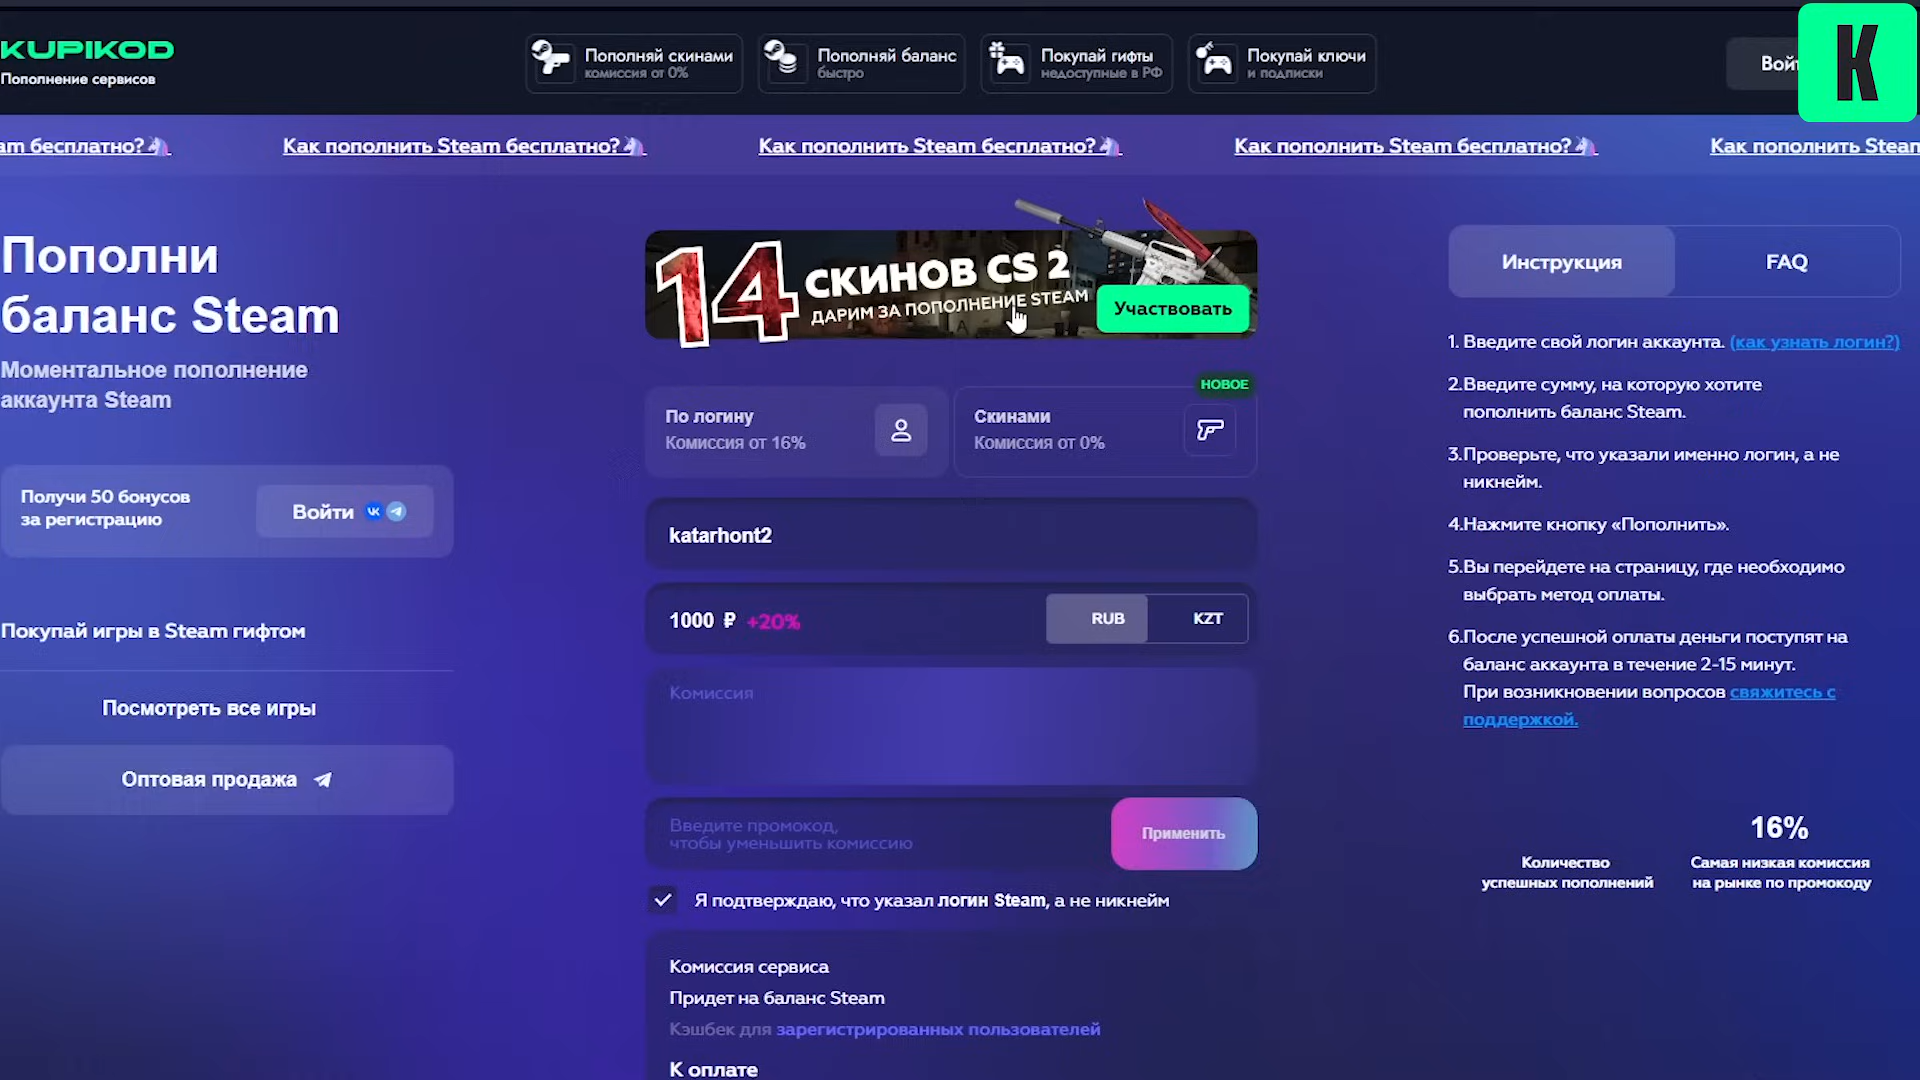 KUPIKOD
Пополнение сервисов
Пополняй скинами
комиссия от 0%
Пополняй баланс
быстро
Покупай гифты
недоступные в РФ
Покупай ключи
и подписки
Войт
K
am бесплатно?
Как пополнить Steam бесплатно?
Как пополнить Steam бесплатно?
Как пополнить Steam бесплатно?
Как пополнить Steam
Пополни
баланс Steam
Моментальное пополнение
аккаунта Steam
Получи 50 бонусов
за регистрацию
Войти
Покупай игры в Steam гифтом
Посмотреть все игры
Оптовая продажа
14 СКИНОВ CS 2
ДАРИМ ЗА ПОПОЛНЕНИЕ STEAM
Участвовать
НОВОЕ
По логину
Комиссия от 16%
Скинами
Комиссия от 0%
katarhont2
1000 ₽ +20%
RUB
KZT
Комиссия
Введите промокод,
чтобы уменьшить комиссию
Применить
Я подтверждаю, что указал логин Steam, а не никнейм
Комиссия сервиса
Придет на баланс Steam
Кэшбек для зарегистрированных пользователей
К оплате
Инструкция
FAQ
1. Введите свой логин аккаунта. (как узнать логин?)
2.Введите сумму, на которую хотите
пополнить баланс Steam.
3.Проверьте, что указали именно логин, а не
никнейм.
4.Нажмите кнопку «Пополнить».
5.Вы перейдете на страницу, где необходимо
выбрать метод оплаты.
6.После успешной оплаты деньги поступят на
баланс аккаунта в течение 2-15 минут.
При возникновении вопросов свяжитесь с
поддержкой.
Количество
успешных пополнений
16%
Самая низкая комиссия
на рынке по промокоду